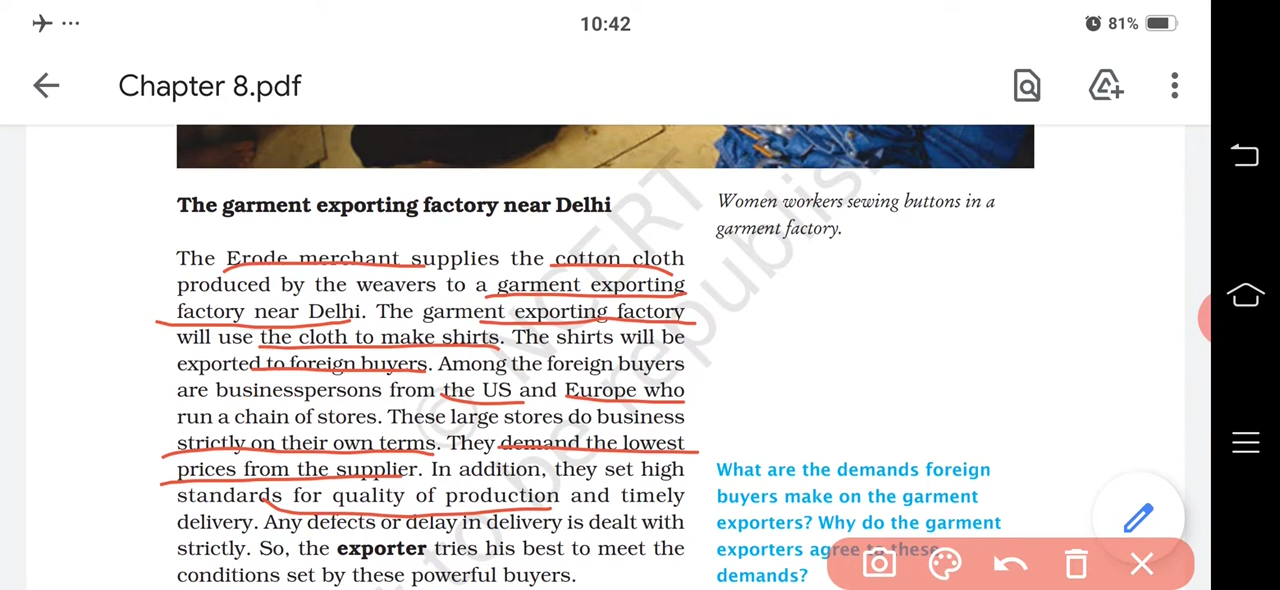 10:42
81%
Chapter 8.pdf
The garment exporting factory near Delhi
The Erode merchant supplies the cotton cloth
produced by the weavers to a garment exporting
factory near Delhi. The garment exporting factory
will use the cloth to make shirts. The shirts will be
exported to foreign buyers. Among the foreign buyers
are businesspersons from the US and Europe who
run a chain of stores. These large stores do business
strictly on their own terms. They demand the lowest
prices from the supplier. In addition, they set high
standards for quality of production and timely
delivery. Any defects or delay in delivery is dealt with
strictly. So, the exporter tries his best to meet the
conditions set by these powerful buyers.
Women workers sewing buttons in a
garment factory.
What are the demands foreign
buyers make on the garment
exporters? Why do the garment
exporters agree to these
demands?
© NCERT
to be republis